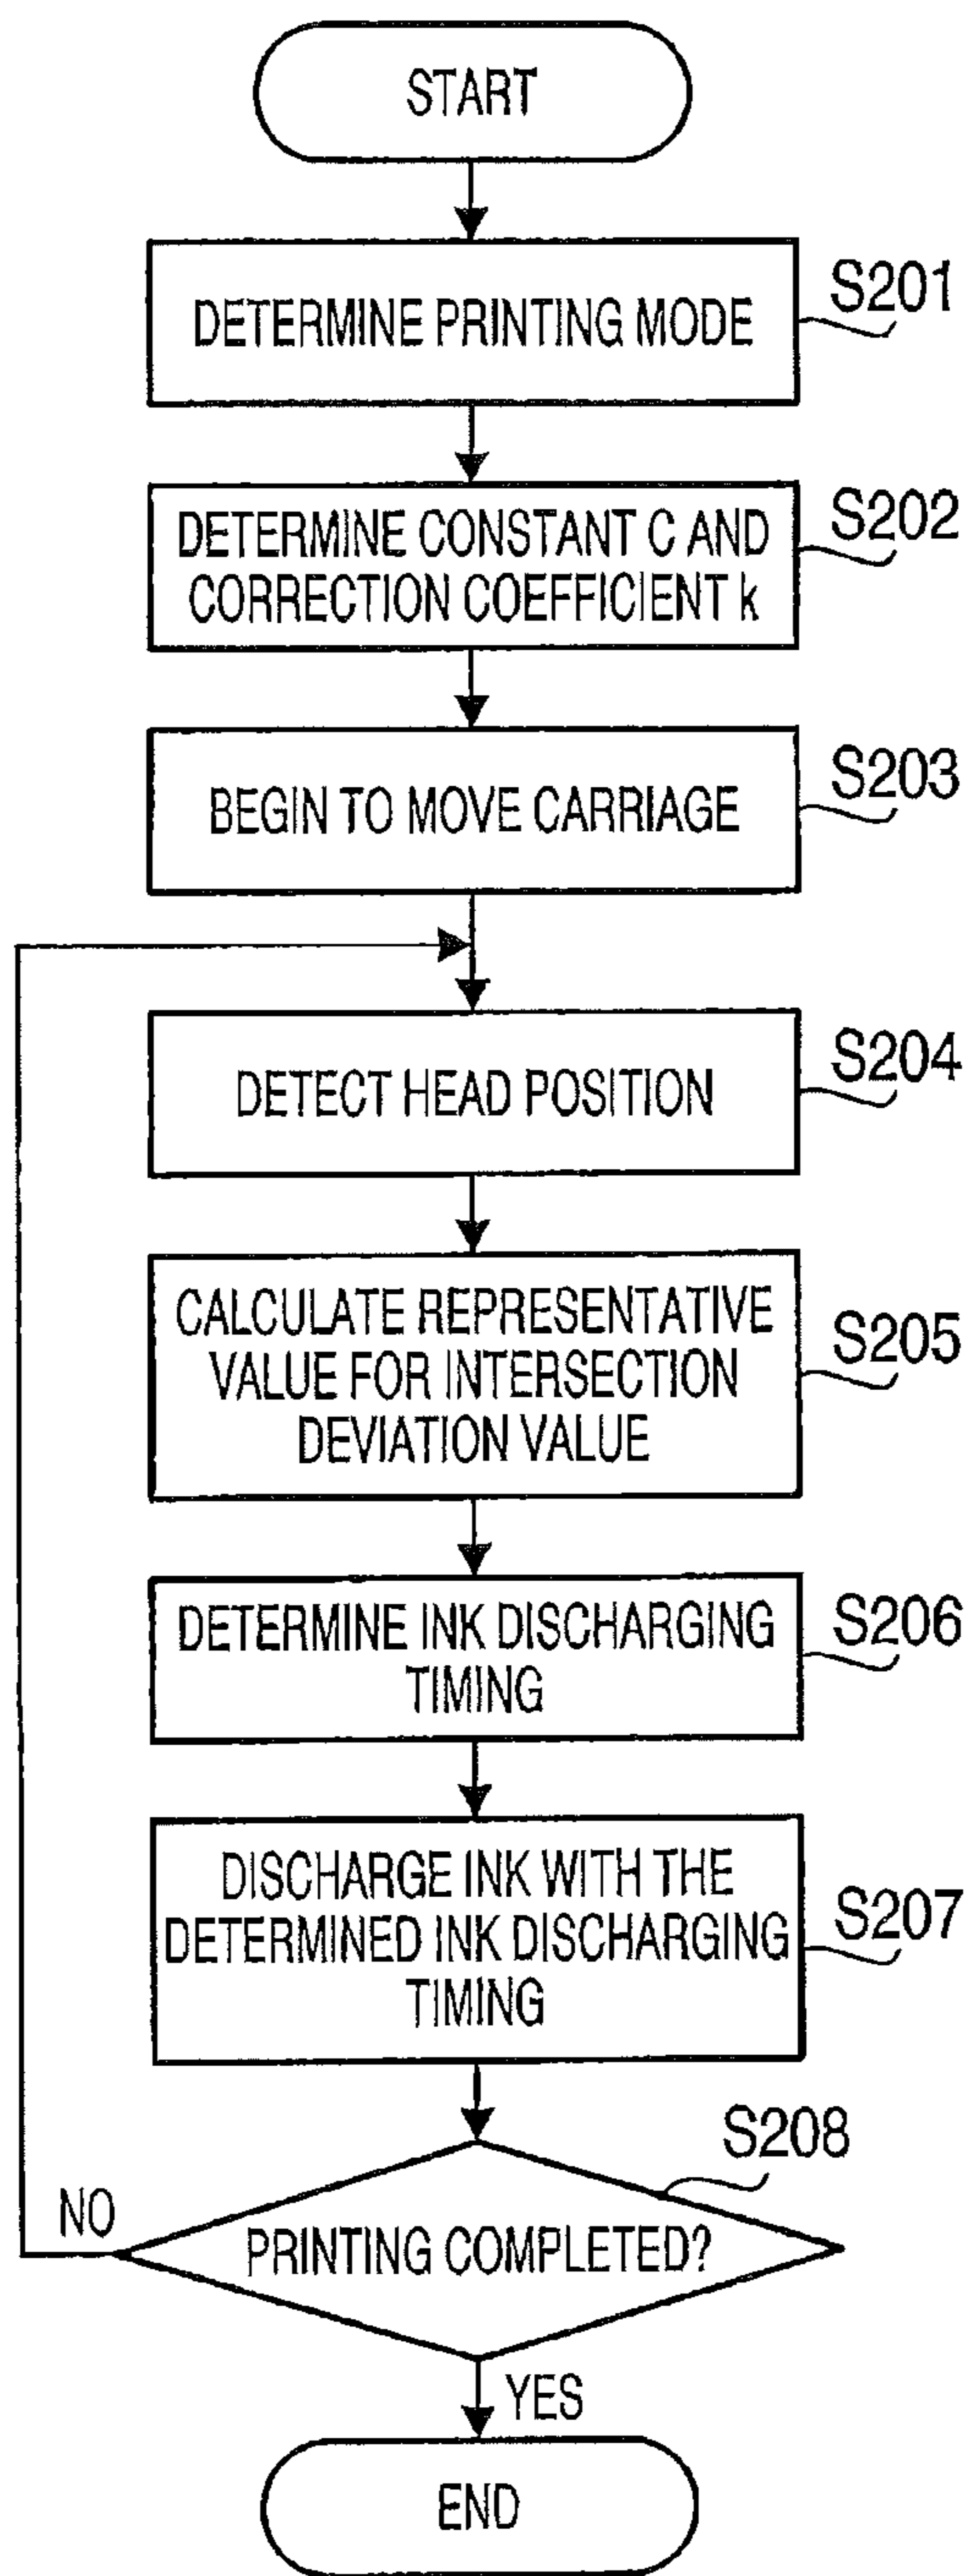 START
DETERMINE PRINTING MODE
S201
DETERMINE CONSTANT C AND
CORRECTION COEFFICIENT k
S202
BEGIN TO MOVE CARRIAGE
S203
DETECT HEAD POSITION
S204
CALCULATE REPRESENTATIVE
VALUE FOR INTERSECTION
DEVIATION VALUE
S205
DETERMINE INK DISCHARGING
TIMING
S206
DISCHARGE INK WITH THE
DETERMINED INK DISCHARGING
TIMING
S207
S208
NO
PRINTING COMPLETED?
YES
END